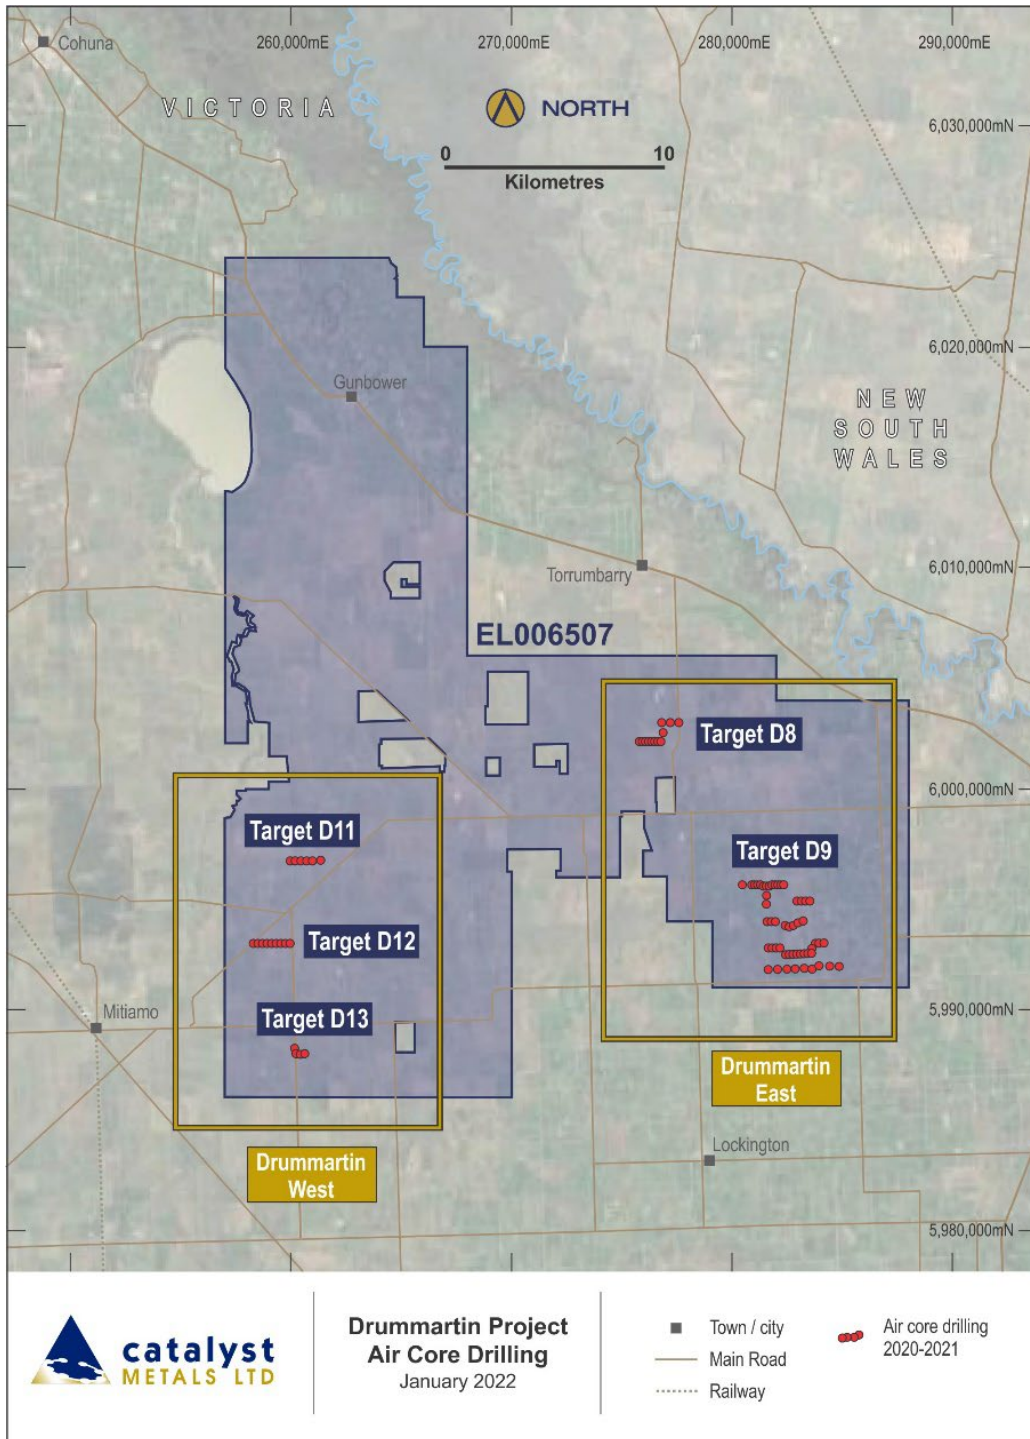 260,000mE
270,000mE
280,000mE
290,000mE
Cohuna
VICTORIA
NORTH
6,030,000mN
0 10
Kilometres
6,020,000mN
Gunbower
NEW
SOUTH
WALES
Torrumbarry
6,010,000mN
EL006507
Target D8
6,000,000mN
Target D11
Target D9
Target D12
Target D13
Mitiamo
5,990,000mN
Drummartin
East
Lockington
Drummartin
West
5,980,000mN
catalyst
METALS LTD
Drummartin Project
Air Core Drilling
January 2022
Town / city
Main Road
Railway
Air core drilling
2020-2021